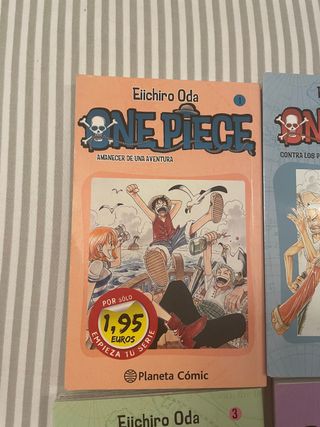 Eiichiro Oda
1
ONE PIECE
AMANECER DE UNA AVENTURA
POR SÓLO
1,95
EUROS
EMPIEZA TU SERIE
Planeta Cómic
CONTRA LOS
Eiichiro Oda
3